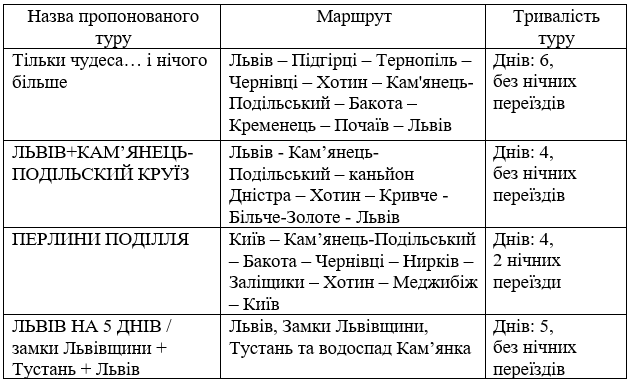 Назва пропонованого
туру
Маршрут
Тривалість
туру
Тільки чудеса… і нічого
більше
Львів – Підгірці – Тернопіль –
Чернівці – Хотин – Кам'янець-
Подільський – Бакота –
Кременець – Почаїв – Львів
Днів: 6,
без нічних
переїздів
ЛЬВІВ+КАМ’ЯНЕЦЬ-
ПОДІЛЬСКИЙ КРУЇЗ
Львів - Кам’янець-
Подільський – каньйон
Дністра – Хотин – Кривче -
Більче-Золоте - Львів
Днів: 4,
без нічних
переїздів
ПЕРЛИНИ ПОДІЛЛЯ
Київ – Кам’янець-Подільський
– Бакота – Чернівці – Нирків –
Заліщики – Хотин – Меджибіж
– Київ
Днів: 4,
2 нічних
переїзди
ЛЬВІВ НА 5 ДНІВ /
замки Львівщини +
Тустань + Львів
Львів, Замки Львівщини,
Тустань та водоспад Кам’янка
Днів: 5,
без нічних
переїздів